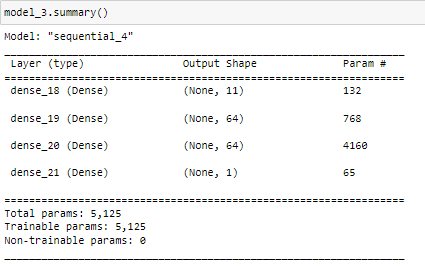 model_3.summary()
Model: "sequential_4"
_________________________________________________________________
Layer (type)                Output Shape              Param #
=================================================================
dense_18 (Dense)            (None, 11)                132
dense_19 (Dense)            (None, 64)                768
dense_20 (Dense)            (None, 64)                4160
dense_21 (Dense)            (None, 1)                 65
=================================================================
Total params: 5,125
Trainable params: 5,125
Non-trainable params: 0
_________________________________________________________________